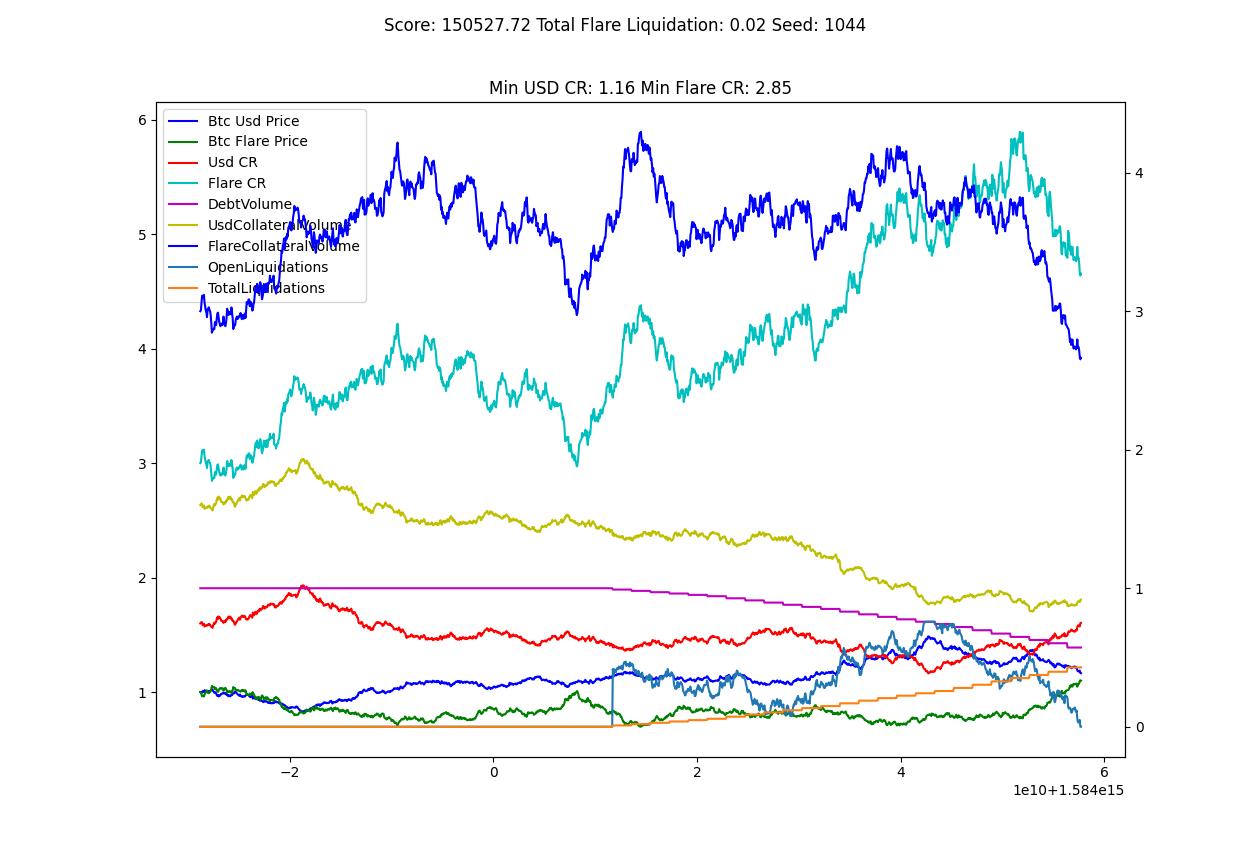 Score: 150527.72 Total Flare Liquidation: 0.02 Seed: 1044
Min USD CR: 1.16 Min Flare CR: 2.85
Btc Usd Price
Btc Flare Price
Usd CR
Flare CR
DebtVolume
UsdCollateralVolume
FlareCollateralVolume
OpenLiquidations
TotalLiquidations
6
5
4
3
2
1
4
3
2
1
0
−2
0
2
4
6
1e10+1.584e15